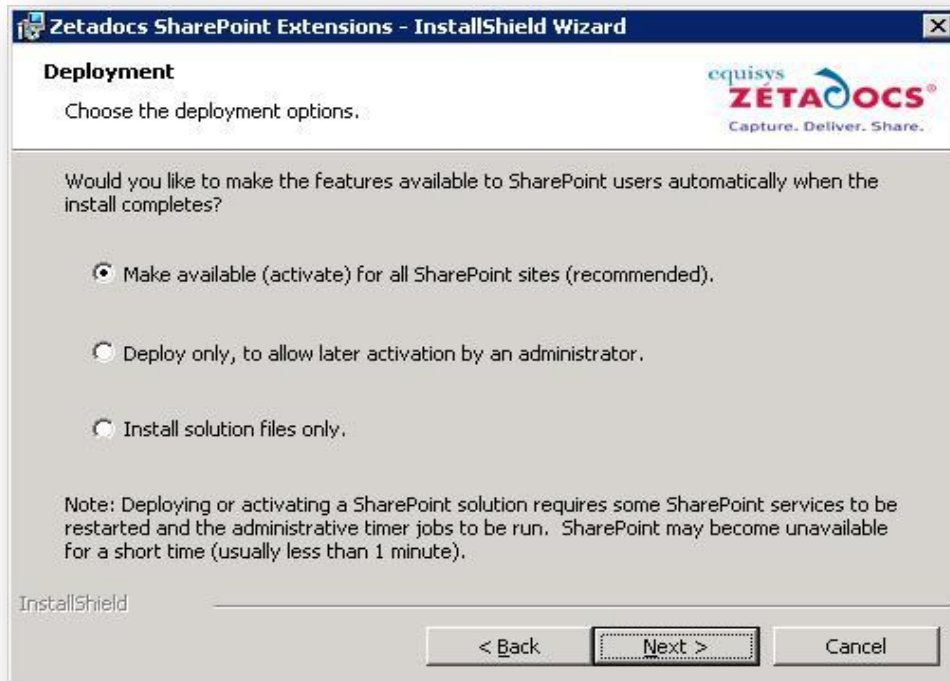 Zetadocs SharePoint Extensions - InstallShield Wizard
Deployment
Choose the deployment options.
equisys
ZETADOCS®
Capture. Deliver. Share.
Would you like to make the features available to SharePoint users automatically when the
install completes?
Make available (activate) for all SharePoint sites (recommended).
Deploy only, to allow later activation by an administrator.
Install solution files only.
Note: Deploying or activating a SharePoint solution requires some SharePoint services to be
restarted and the administrative timer jobs to be run. SharePoint may become unavailable
for a short time (usually less than 1 minute).
InstallShield
< Back Next > Cancel